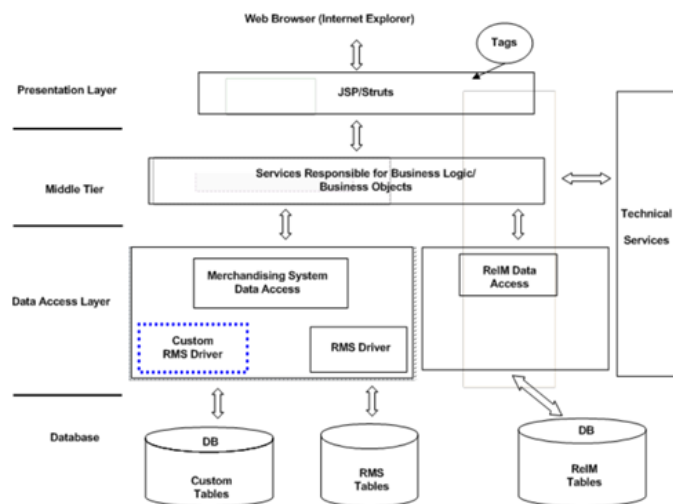 Web Browser (Internet Explorer)
Tags
Presentation Layer
JSP/Struts
Services Responsible for Business Logic/
Business Objects
Middle Tier
Technical
Services
Merchandising System
Data Access
ReIM Data
Access
Data Access Layer
Custom
RMS Driver
RMS Driver
Database
DB
Custom
Tables
RMS
Tables
DB
ReIM
Tables